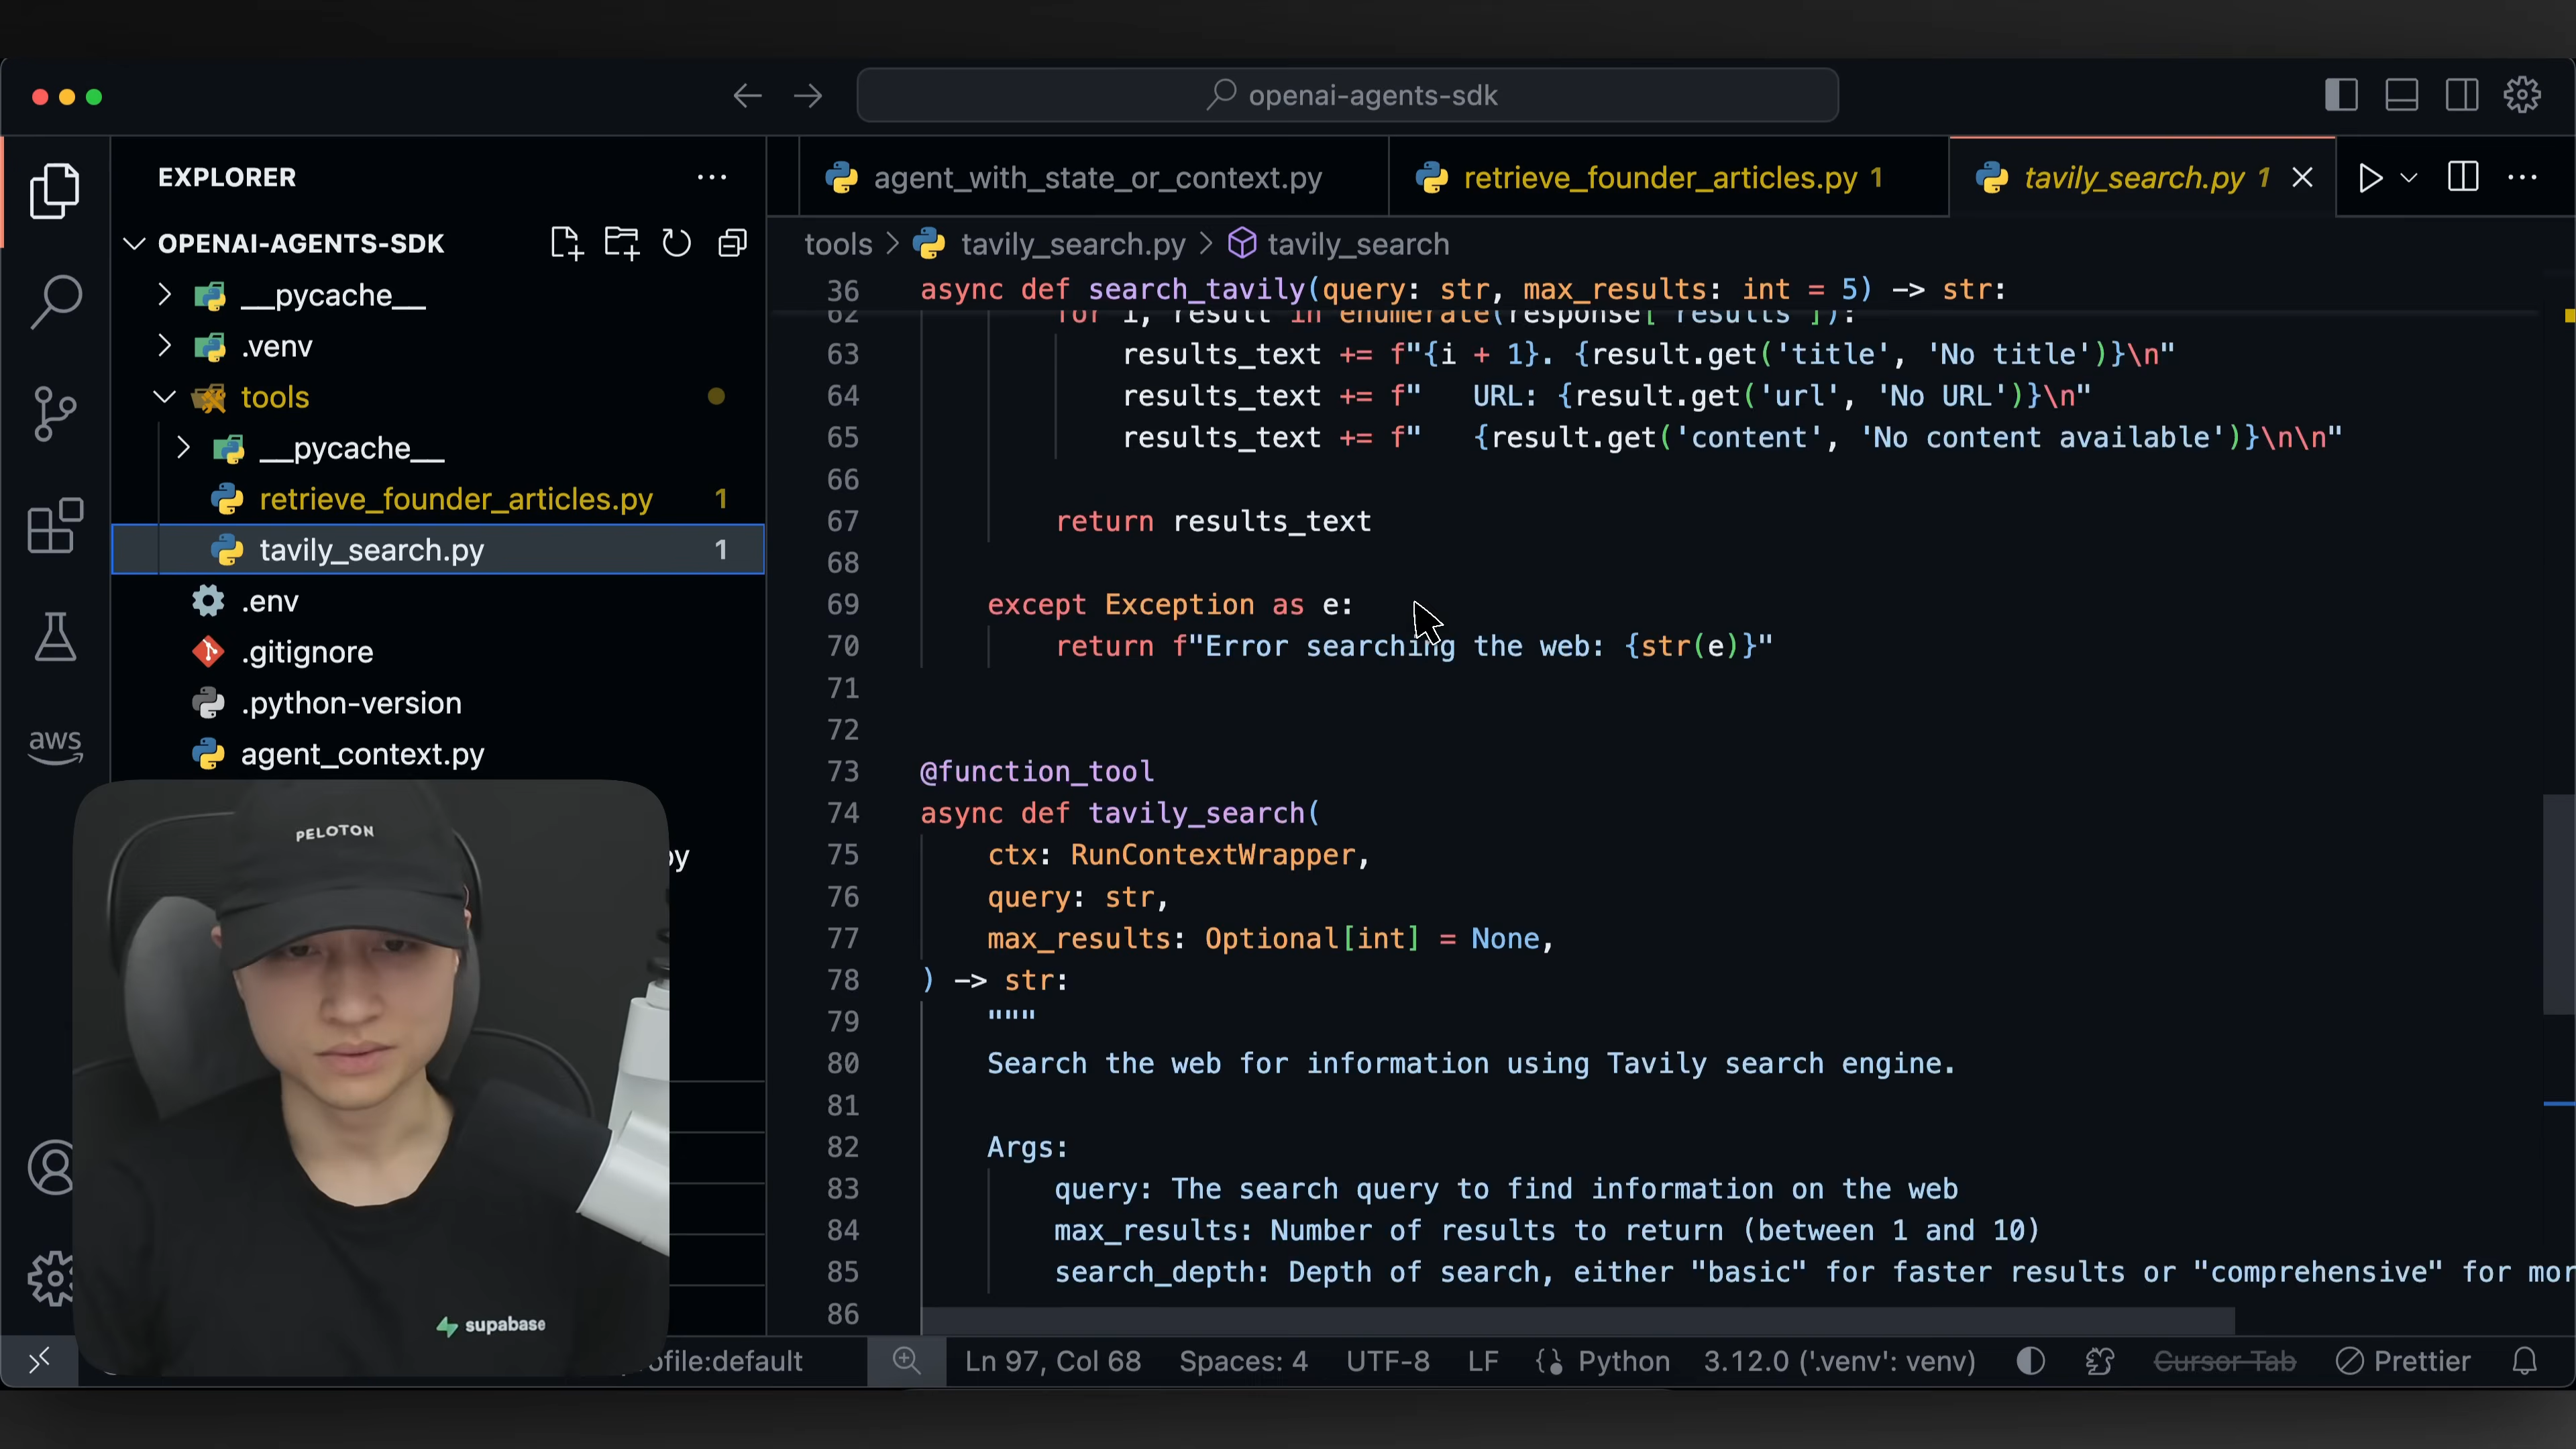 openai-agents-sdk
EXPLORER
OPENAI-AGENTS-SDK
__pycache__
.venv
tools
__pycache__
retrieve_founder_articles.py 1
tavily_search.py 1
.env
.gitignore
.python-version
agent_context.py
py
aws
agent_with_state_or_context.py
retrieve_founder_articles.py 1
tavily_search.py 1
tools > tavily_search.py > tavily_search
36 async def search_tavily(query: str, max_results: int = 5) -> str:
62 for i, result in enumerate(response['results']):
63 results_text += f"{i + 1}. {result.get('title', 'No title')}\n"
64 results_text += f"   URL: {result.get('url', 'No URL')}\n"
65 results_text += f"   {result.get('content', 'No content available')}\n\n"
66
67 return results_text
68
69 except Exception as e:
70 return f"Error searching the web: {str(e)}"
71
72
73 @function_tool
74 async def tavily_search(
75 ctx: RunContextWrapper,
76 query: str,
77 max_results: Optional[int] = None,
78 ) -> str:
79 """
80 Search the web for information using Tavily search engine.
81
82 Args:
83 query: The search query to find information on the web
84 max_results: Number of results to return (between 1 and 10)
85 search_depth: Depth of search, either "basic" for faster results or "comprehensive" for mor
86
PELOTON
supabase
ofile:default
Ln 97, Col 68
Spaces: 4
UTF-8
LF
Python
3.12.0 ('.venv': venv)
Cursor Tab
Prettier